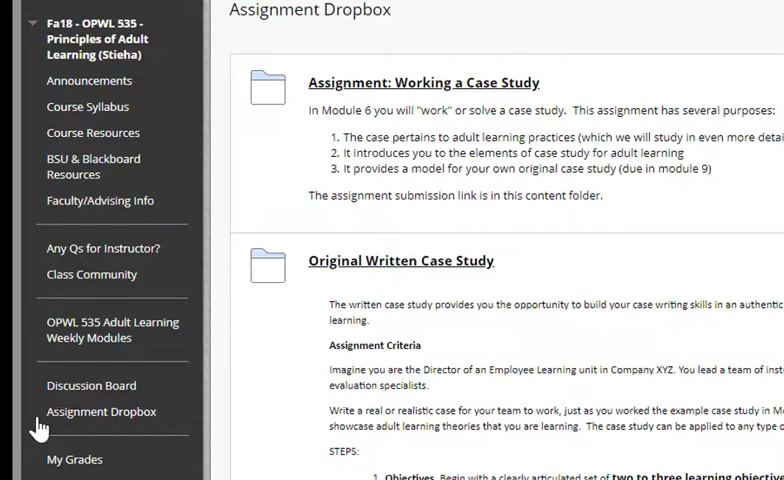 Fa18 - OPWL 535 -
Principles of Adult
Learning (Stieha)
Announcements
Course Syllabus
Course Resources
BSU & Blackboard
Resources
Faculty/Advising Info
Any Qs for Instructor?
Class Community
OPWL 535 Adult Learning
Weekly Modules
Discussion Board
Assignment Dropbox
My Grades
Assignment Dropbox
Assignment: Working a Case Study
In Module 6 you will "work" or solve a case study. This assignment has several purposes:
1. The case pertains to adult learning practices (which we will study in even more
2. It introduces you to the elements of case study for adult learning
3. It provides a model for your own original case study (due in module 9)
The assignment submission link is in this content folder.
Original Written Case Study
The written case study provides you the opportunity to build your case writing skills in an
learning.
Assignment Criteria
Imagine you are the Director of an Employee Learning unit in Company XYZ. You lead a team of
evaluation specialists.
Write a real or realistic case for your team to work, just as you worked the example case study in
showcase adult learning theories that you are learning. The case study can be applied to any type
STEPS:
1. Objectives. Begin with a clearly articulated set of two to three learning